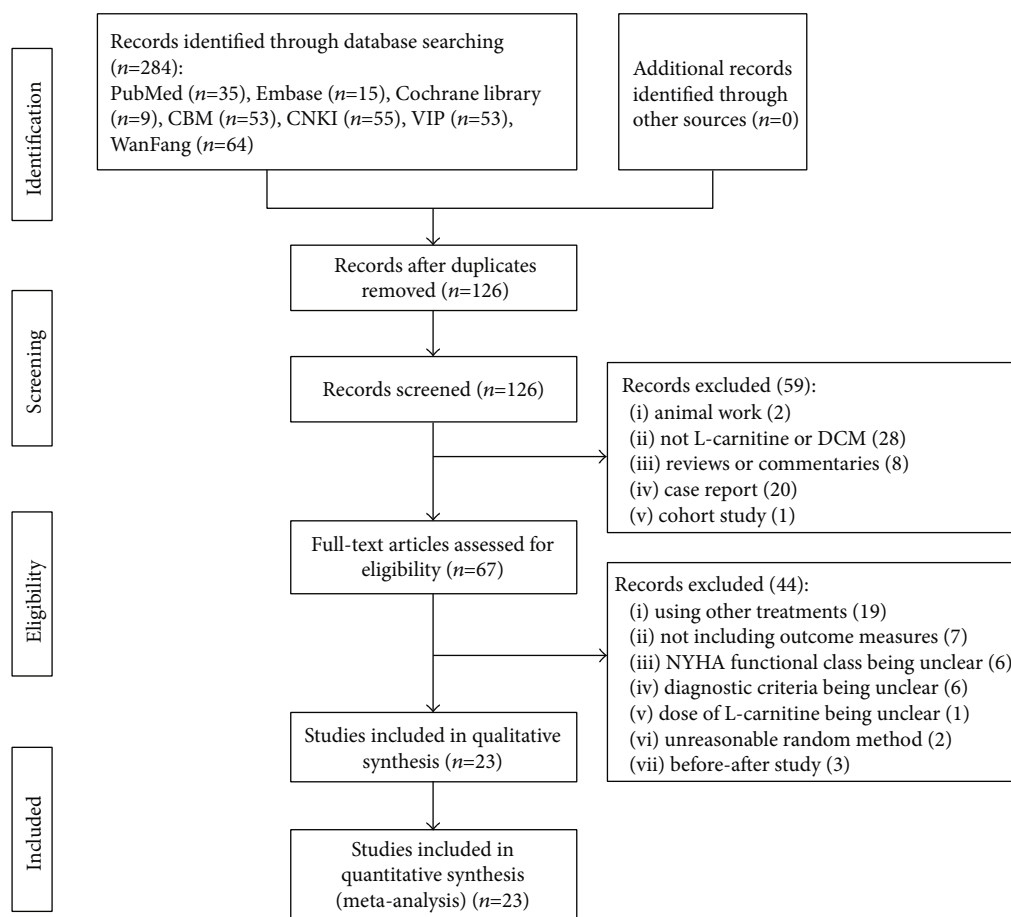 Identification
Records identified through database searching
(n=284):
PubMed (n=35), Embase (n=15), Cochrane library
(n=9), CBM (n=53), CNKI (n=55), VIP (n=53),
WanFang (n=64)
Additional records
identified through
other sources (n=0)
Records after duplicates
removed (n=126)
Screening
Records screened (n=126)
Records excluded (59):
(i) animal work (2)
(ii) not L-carnitine or DCM (28)
(iii) reviews or commentaries (8)
(iv) case report (20)
(v) cohort study (1)
Eligibility
Full-text articles assessed for
eligibility (n=67)
Records excluded (44):
(i) using other treatments (19)
(ii) not including outcome measures (7)
(iii) NYHA functional class being unclear (6)
(iv) diagnostic criteria being unclear (6)
(v) dose of L-carnitine being unclear (1)
(vi) unreasonable random method (2)
(vii) before-after study (3)
Studies included in qualitative
synthesis (n=23)
Included
Studies included in
quantitative synthesis
(meta-analysis) (n=23)